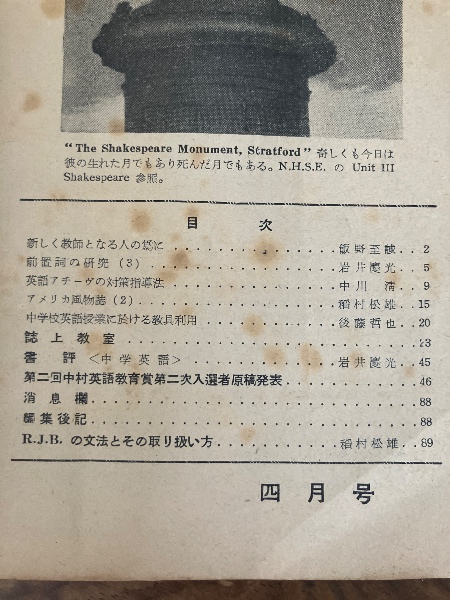 "The Shakespeare Monument, Stratford" 奇しくも今日は
彼の生れた月でもあり死んだ月でもある。N.H.S.E. の Unit III
Shakespeare 参照。
目次
新しく教師となる人の為に ........ 飯野至誠 .. 2
前置詞の研究 (3) ........ 岩井慶光 .. 5
英語アチーヴの対策指導法 ........ 中川 清 .. 9
アメリカ風物誌 (2) ........ 稲村松雄 .. 15
中学校英語授業に於ける教具利用 ........ 後藤哲也 .. 20
誌上教室 ........ 23
書評 <中学英語> ........ 岩井慶光 .. 45
第二回中村英語教育賞第二次入選者原稿発表 ........ 46
消息欄 ........ 88
編集後記 ........ 88
R.J.B. の文法とその取り扱い方 ........ 稲村松雄 .. 89
四月号